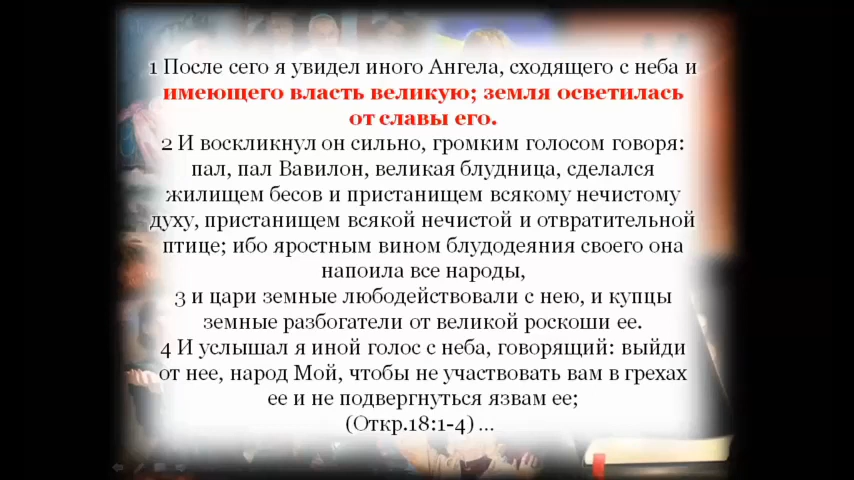 1 После сего я увидел иного Ангела, сходящего с неба и
имеющего власть великую; земля осветилась
от славы его.
2 И воскликнул он сильно, громким голосом говоря:
пал, пал Вавилон, великая блудница, сделался
жилищем бесов и пристанищем всякому нечистому
духу, пристанищем всякой нечистой и отвратительной
птице; ибо яростным вином блудодеяния своего она
напоила все народы,
3 и цари земные любодействовали с нею, и купцы
земные разбогатели от великой роскоши ее.
4 И услышал я иной голос с неба, говорящий: выйди
от нее, народ Мой, чтобы не участвовать вам в грехах
ее и не подвергнуться язвам ее;
(Откр.18:1-4) ...